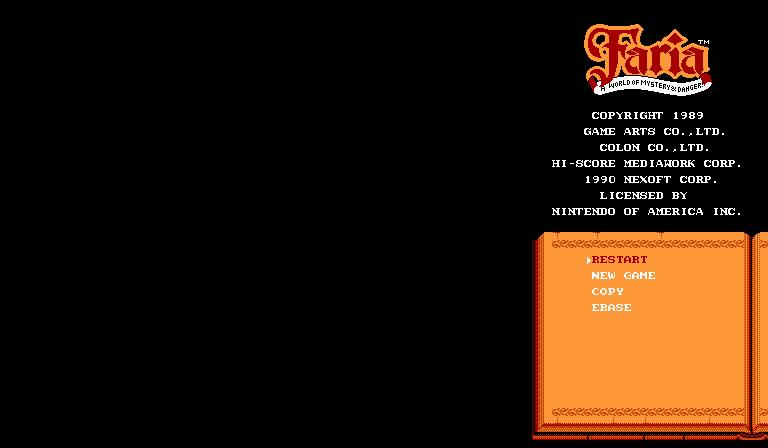 Faria™
A WORLD OF MYSTERY & DANGER!
COPYRIGHT 1989
GAME ARTS CO.,LTD.
COLON CO.,LTD.
HI-SCORE MEDIAWORK CORP.
1990 NEXOFT CORP.
LICENSED BY
NINTENDO OF AMERICA INC.
RESTART
NEW GAME
COPY
ERASE